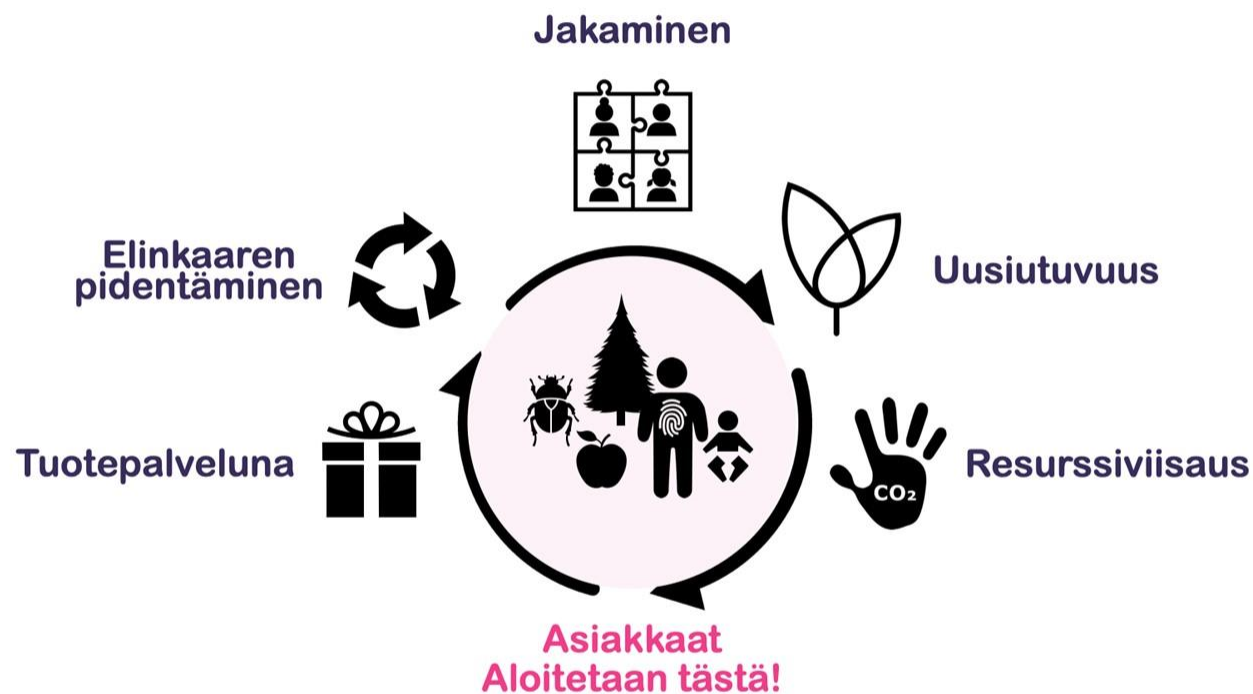 Jakaminen
Elinkaaren
pidentäminen
Uusiutuvuus
Tuotepalveluna
Resurssiviisaus
CO₂
Asiakkaat
Aloitetaan tästä!